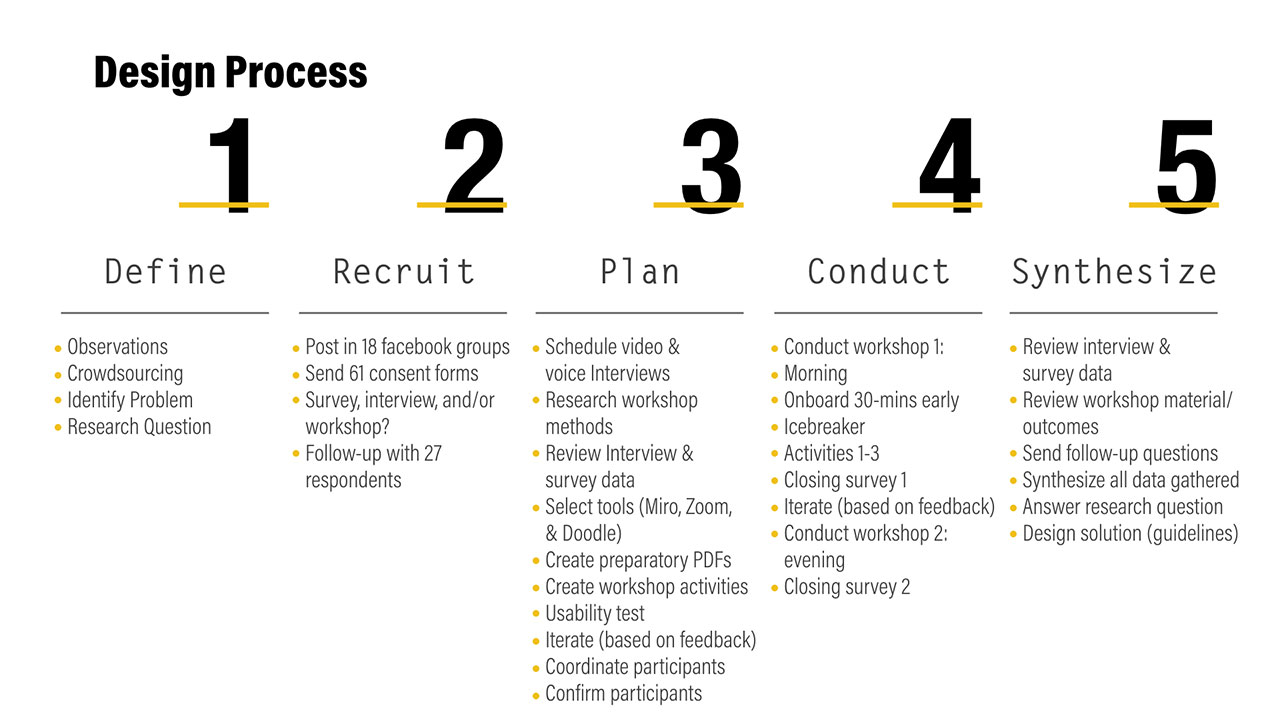 Design Process
1
Define
• Observations
• Crowdsourcing
• Identify Problem
• Research Question
2
Recruit
• Post in 18 facebook groups
• Send 61 consent forms
• Survey, interview, and/or
workshop?
• Follow-up with 27
respondents
3
Plan
• Schedule video &
voice Interviews
• Research workshop
methods
• Review Interview &
survey data
• Select tools (Miro, Zoom,
& Doodle)
• Create preparatory PDFs
• Create workshop activities
• Usability test
• Iterate (based on feedback)
• Coordinate participants
• Confirm participants
4
Conduct
• Conduct workshop 1:
• Morning
• Onboard 30-mins early
• Icebreaker
• Activities 1-3
• Closing survey 1
• Iterate (based on feedback)
• Conduct workshop 2:
evening
• Closing survey 2
5
Synthesize
• Review interview &
survey data
• Review workshop material/
outcomes
• Send follow-up questions
• Synthesize all data gathered
• Answer research question
• Design solution (guidelines)